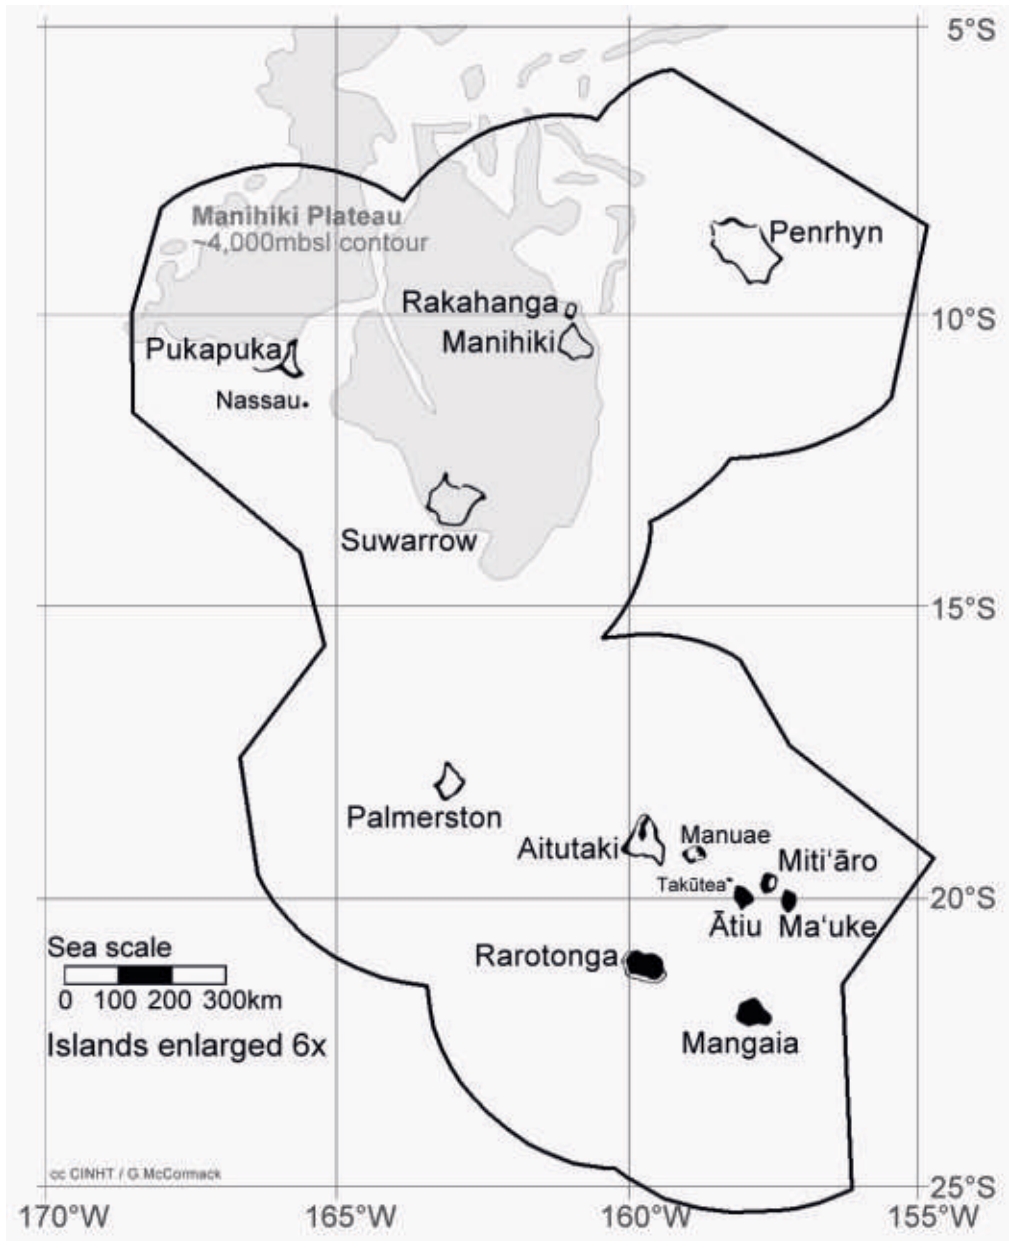 5°S
Manihiki Plateau
~4,000mbsl contour
Penrhyn
Rakahanga
10°S
Manihiki
Pukapuka
Nassau
Suwarrow
15°S
Palmerston
Aitutaki
Manuae
Miti‘āro
Takūtea
20°S
Ātiu
Ma‘uke
Sea scale
Rarotonga
0 100 200 300km
Islands enlarged 6x
Mangaia
cc CINHT / G.McCormack
25°S
170°W 165°W 160°W 155°W